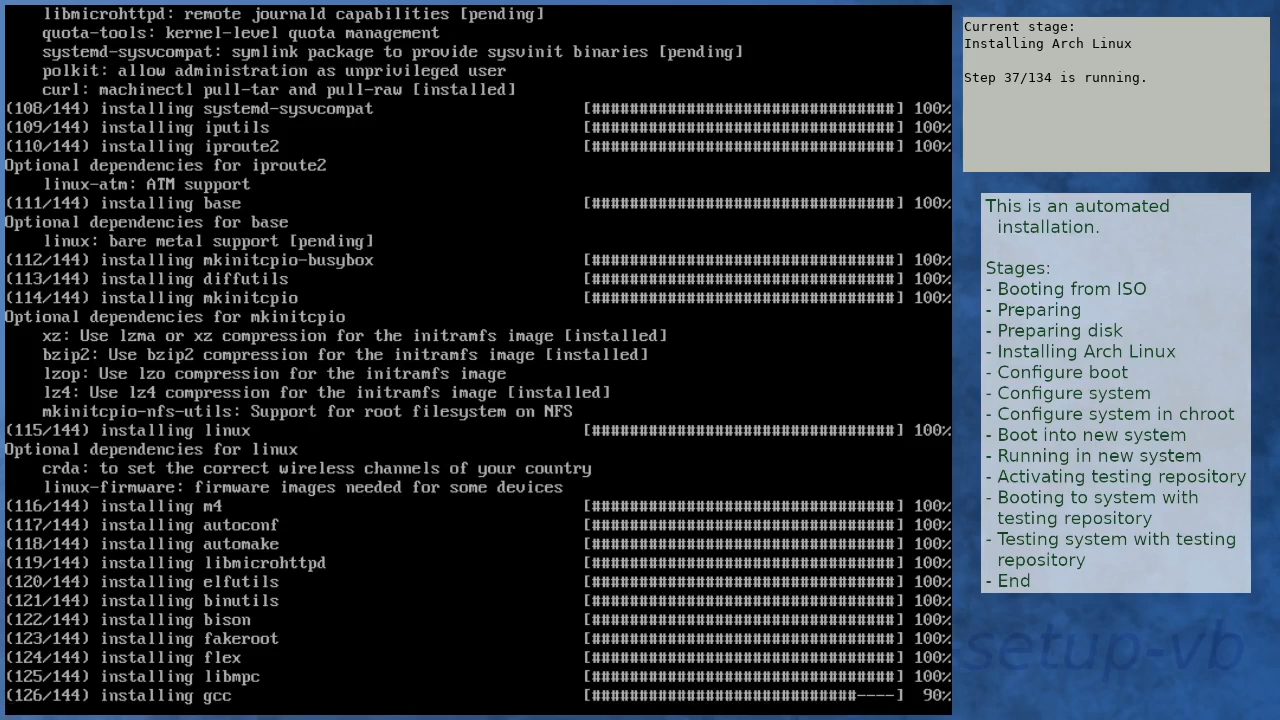 libmicrohttpd: remote journald capabilities [pending]
quota-tools: kernel-level quota management
systemd-sysvcompat: symlink package to provide sysvinit binaries [pending]
polkit: allow administration as unprivileged user
curl: machinectl pull-tar and pull-raw [installed]
(108/144) installing systemd-sysvcompat [################################] 100%
(109/144) installing iputils [################################] 100%
(110/144) installing iproute2 [################################] 100%
Optional dependencies for iproute2
linux-atm: ATM support
(111/144) installing base [################################] 100%
Optional dependencies for base
linux: bare metal support [pending]
(112/144) installing mkinitcpio-busybox [################################] 100%
(113/144) installing diffutils [################################] 100%
(114/144) installing mkinitcpio [################################] 100%
Optional dependencies for mkinitcpio
xz: Use lzma or xz compression for the initramfs image [installed]
bzip2: Use bzip2 compression for the initramfs image [installed]
lzop: Use lzo compression for the initramfs image
lz4: Use lz4 compression for the initramfs image [installed]
mkinitcpio-nfs-utils: Support for root filesystem on NFS
(115/144) installing linux [################################] 100%
Optional dependencies for linux
crda: to set the correct wireless channels of your country
linux-firmware: firmware images needed for some devices
(116/144) installing m4 [################################] 100%
(117/144) installing autoconf [################################] 100%
(118/144) installing automake [################################] 100%
(119/144) installing libmicrohttpd [################################] 100%
(120/144) installing elfutils [################################] 100%
(121/144) installing binutils [################################] 100%
(122/144) installing bison [################################] 100%
(123/144) installing fakeroot [################################] 100%
(124/144) installing flex [################################] 100%
(125/144) installing libmpc [################################] 100%
(126/144) installing gcc [############################----] 90%
Current stage:
Installing Arch Linux
Step 37/134 is running.
This is an automated
installation.
Stages:
- Booting from ISO
- Preparing
- Preparing disk
- Installing Arch Linux
- Configure boot
- Configure system
- Configure system in chroot
- Boot into new system
- Running in new system
- Activating testing repository
- Booting to system with
testing repository
- Testing system with testing
repository
- End
setup-vb